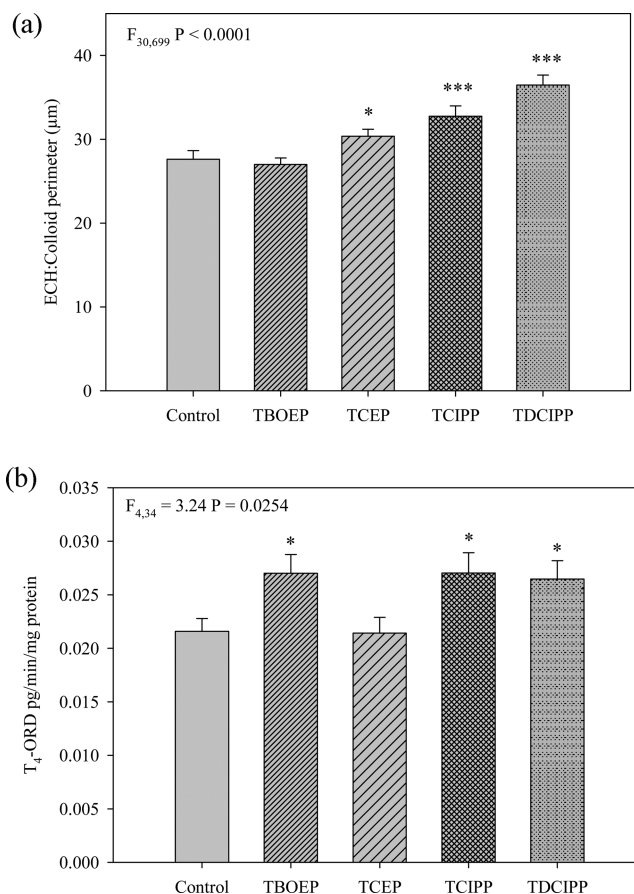 (a)
F30,699 P < 0.0001
ECH:Colloid perimeter (µm)
40
30
20
10
0
*
***
***
Control TBOEP TCEP TCIPP TDCIPP
(b)
F4,34 = 3.24 P = 0.0254
T4-ORD pg/min/mg protein
0.035
0.030
0.025
0.020
0.015
0.010
0.005
0.000
*
*
*
Control TBOEP TCEP TCIPP TDCIPP